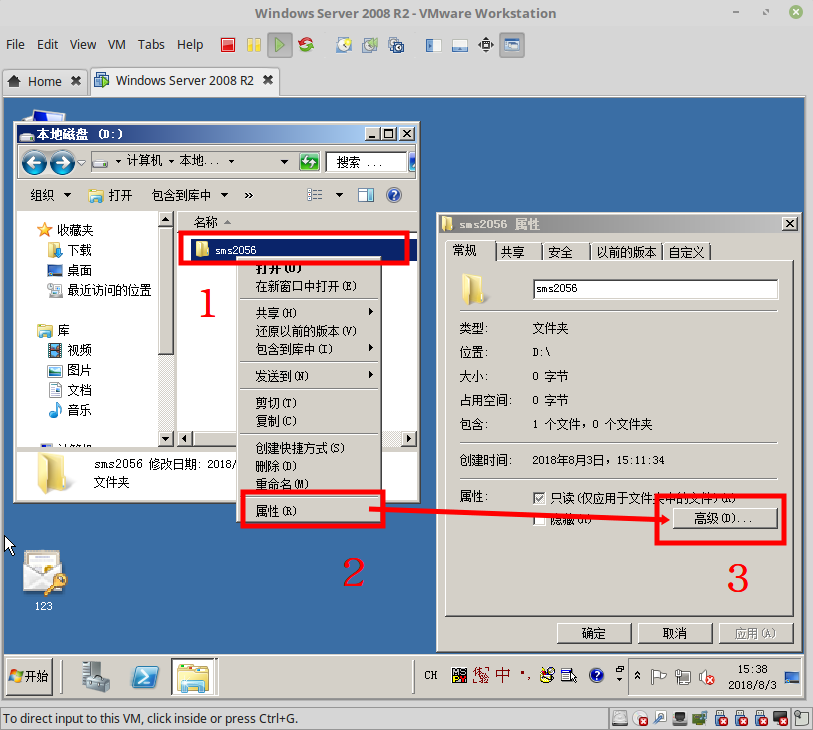 Windows Server 2008 R2 - VMware Workstation
File Edit View VM Tabs Help
Home
Windows Server 2008 R2
本地磁盘 (D:)
计算机 本地...
搜索 ...
组织 打开 包含到库中 »
名称
收藏夹
下载
桌面
最近访问的位置
库
视频
图片
文档
音乐
sms2056
1
打开(O)
在新窗口中打开(E)
共享(H)
还原以前的版本(V)
包含到库中(I)
发送到(N)
剪切(T)
复制(C)
创建快捷方式(S)
删除(D)
重命名(M)
属性(R)
sms2056 修改日期: 2018/
文件夹
2
sms2056 属性
常规 共享 安全 以前的版本 自定义
sms2056
类型: 文件夹
位置: D:\
大小: 0 字节
占用空间: 0 字节
包含: 1 个文件，0 个文件夹
创建时间: 2018年8月3日，15:11:34
属性: 只读(仅应用于文件夹中的文件)(R)
隐藏(H)
高级(D)...
3
确定 取消 应用(A)
123
开始
CH
中
15:38
2018/8/3
To direct input to this VM, click inside or press Ctrl+G.